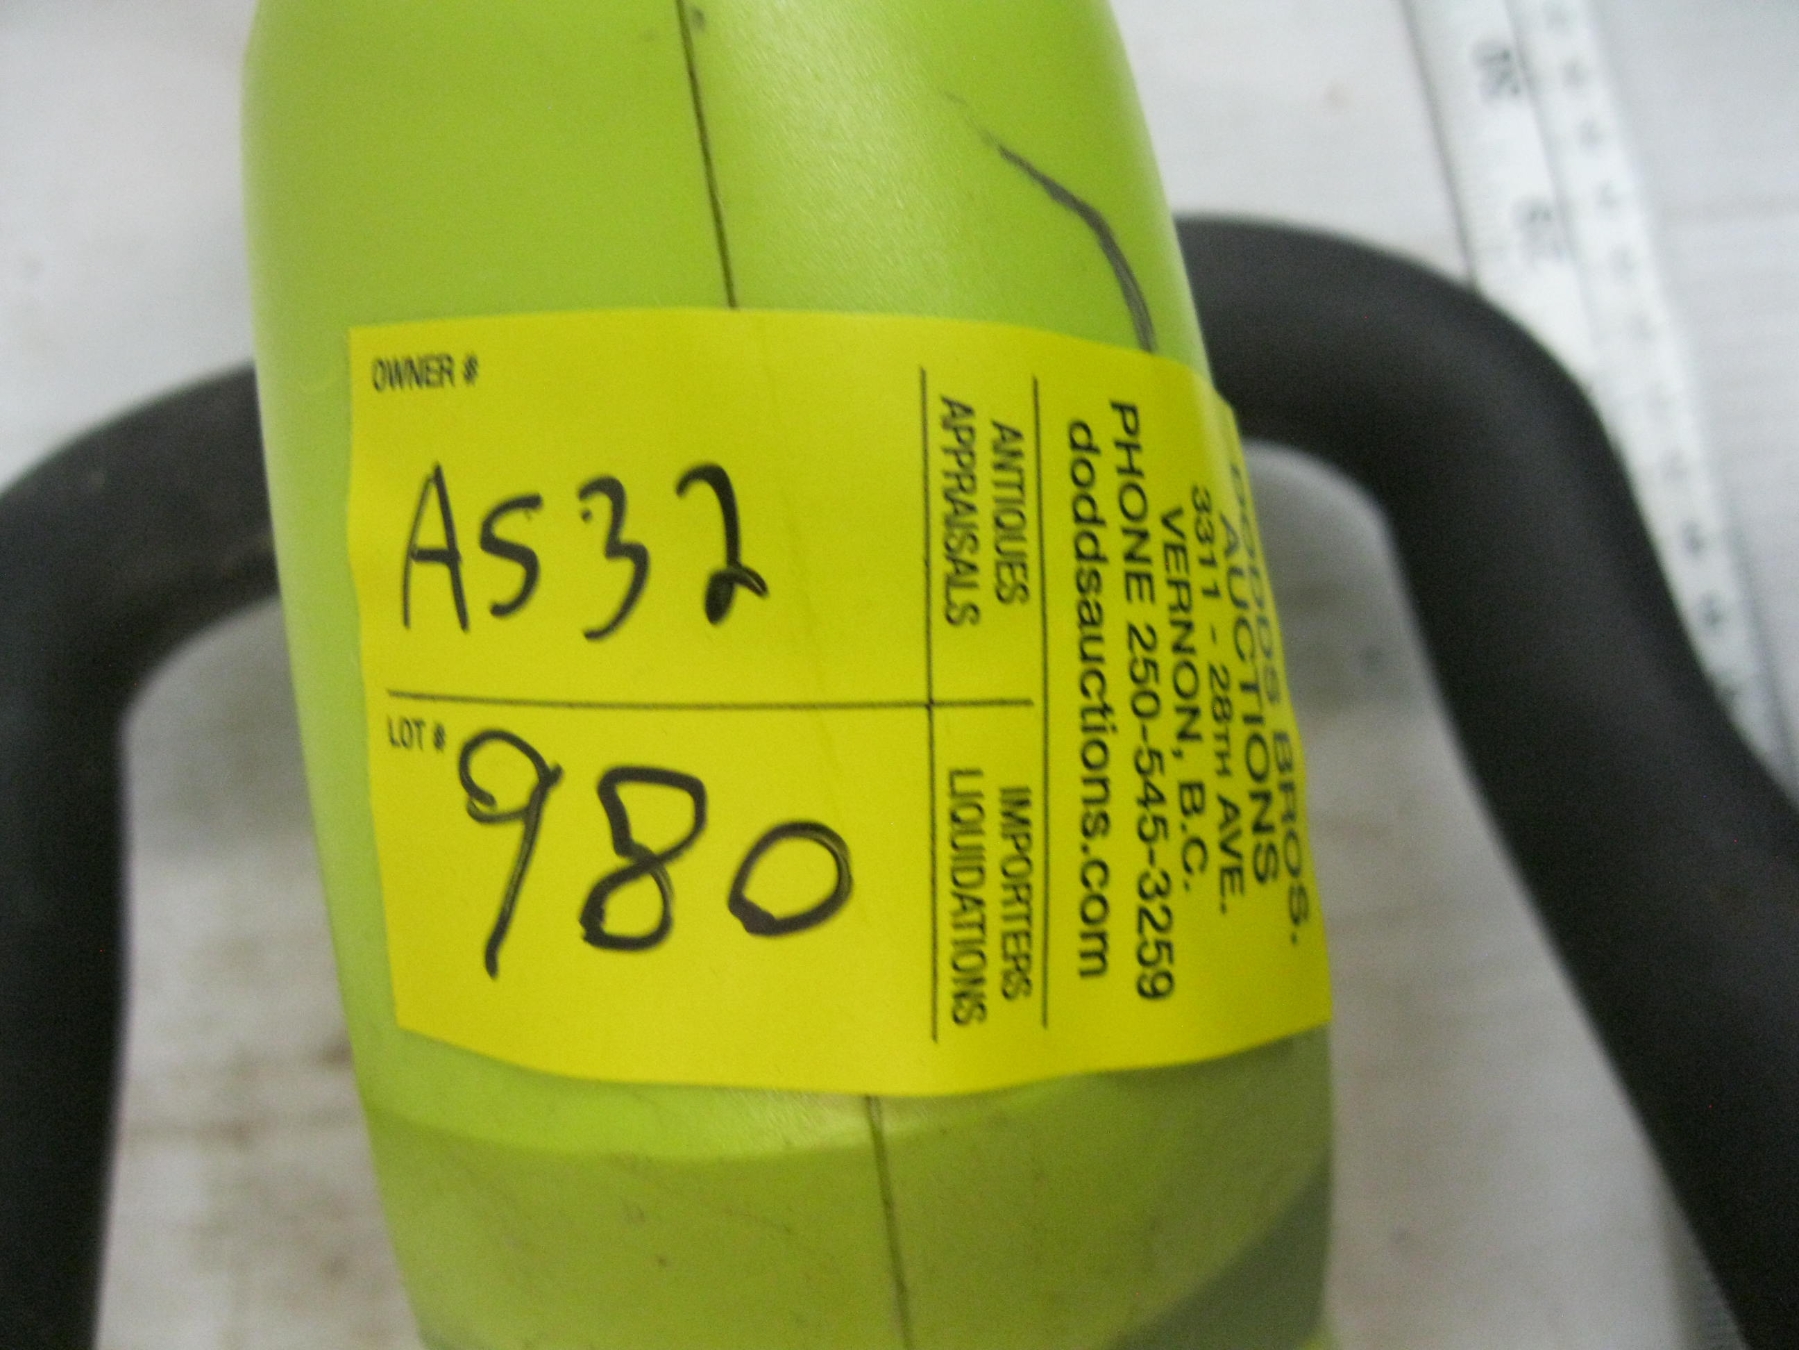 OWNER #
A532
LOT #
980
DODDS BROS.
AUCTIONS
3311 - 28TH AVE.
VERNON, B.C.
PHONE 250-545-3259
doddsauctions.com
ANTIQUES
APPRAISALS
IMPORTERS
LIQUIDATIONS